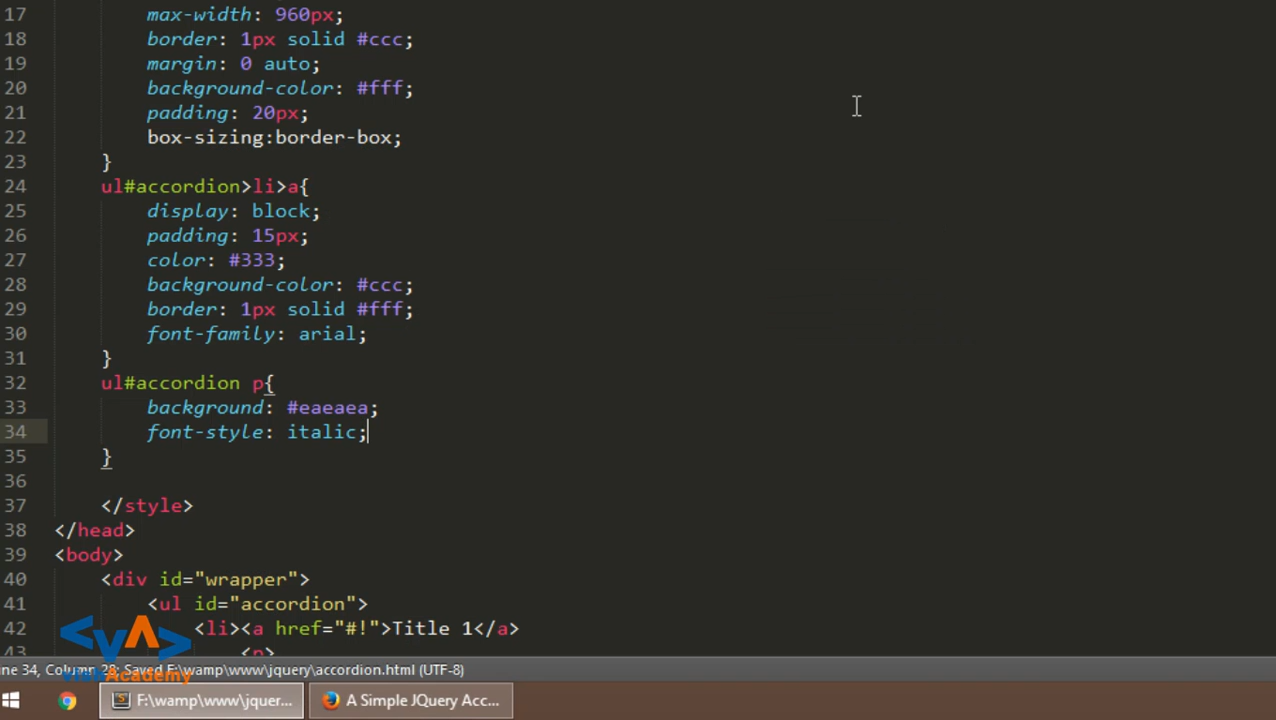 17 max-width: 960px;
18 border: 1px solid #ccc;
19 margin: 0 auto;
20 background-color: #fff;
21 padding: 20px;
22 box-sizing:border-box;
23 }
24 ul#accordion>li>a{
25 display: block;
26 padding: 15px;
27 color: #333;
28 background-color: #ccc;
29 border: 1px solid #fff;
30 font-family: arial;
31 }
32 ul#accordion p{
33 background: #eaeaea;
34 font-style: italic;
35 }
36
37 </style>
38 </head>
39 <body>
40 <div id="wrapper">
41 <ul id="accordion">
42 <li><a href="#!">Title 1</a>
43 <p>
ne 34, Column 28; Saved F:\wamp\www\jquery\accordion.html (UTF-8)
Academy
F:\wamp\www\jquer...
A Simple JQuery Acc...